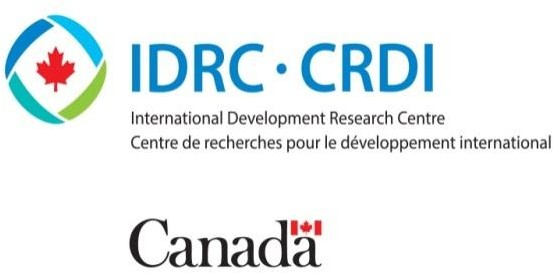 IDRC · CRDI
International Development Research Centre
Centre de recherches pour le développement international
Canada